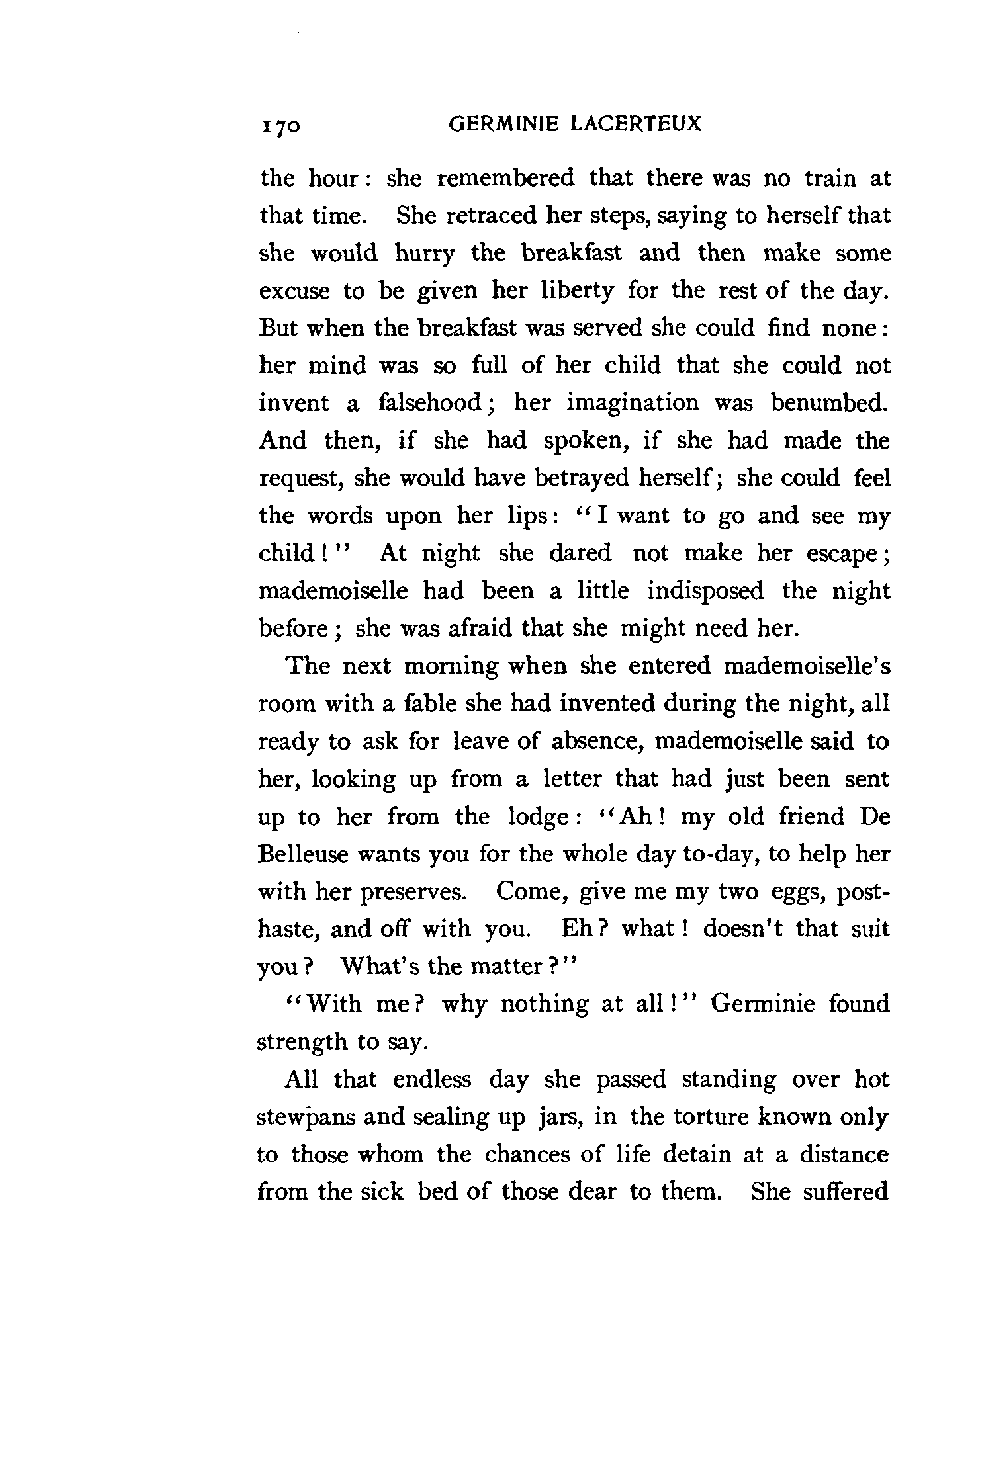 170 GERMINIE LACERTEUX
the hour: she remembered that there was no train at
that time. She retraced her steps, saying to herself that
she would hurry the breakfast and then make some
excuse to be given her liberty for the rest of the day.
But when the breakfast was served she could find none:
her mind was so full of her child that she could not
invent a falsehood; her imagination was benumbed.
And then, if she had spoken, if she had made the
request, she would have betrayed herself; she could feel
the words upon her lips: "I want to go and see my
child!" At night she dared not make her escape;
mademoiselle had been a little indisposed the night
before; she was afraid that she might need her.
The next morning when she entered mademoiselle's
room with a fable she had invented during the night, all
ready to ask for leave of absence, mademoiselle said to
her, looking up from a letter that had just been sent
up to her from the lodge: "Ah! my old friend De
Belleuse wants you for the whole day to-day, to help her
with her preserves. Come, give me my two eggs, post-
haste, and off with you. Eh? what! doesn't that suit
you? What's the matter?"
"With me? why nothing at all!" Germinie found
strength to say.
All that endless day she passed standing over hot
stewpans and sealing up jars, in the torture known only
to those whom the chances of life detain at a distance
from the sick bed of those dear to them. She suffered